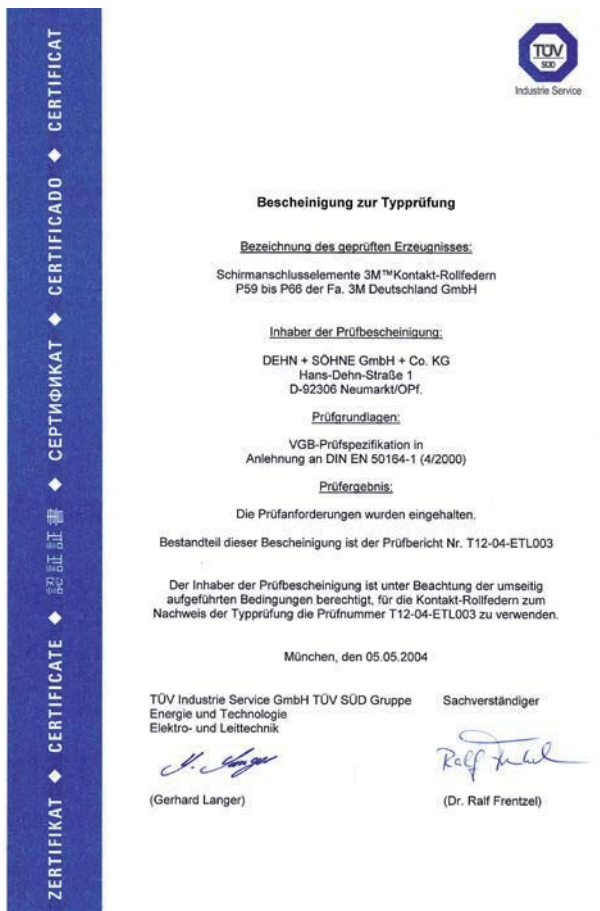 ZERTIFIKAT ◆ CERTIFICATE ◆ 認証証書 ◆ СЕРТИФИКАТ ◆ CERTIFICADO ◆ CERTIFICAT
TÜV
SÜD
Industrie Service
Bescheinigung zur Typprüfung
Bezeichnung des geprüften Erzeugnisses:
Schirmanschlusselemente 3M™Kontakt-Rollfedern
P59 bis P66 der Fa. 3M Deutschland GmbH
Inhaber der Prüfbescheinigung:
DEHN + SÖHNE GmbH + Co. KG
Hans-Dehn-Straße 1
D-92306 Neumarkt/OPf.
Prüfgrundlagen:
VGB-Prüfspezifikation in
Anlehnung an DIN EN 50164-1 (4/2000)
Prüfergebnis:
Die Prüfanforderungen wurden eingehalten.
Bestandteil dieser Bescheinigung ist der Prüfbericht Nr. T12-04-ETL003
Der Inhaber der Prüfbescheinigung ist unter Beachtung der umseitig
aufgeführten Bedingungen berechtigt, für die Kontakt-Rollfedern zum
Nachweis der Typprüfung die Prüfnummer T12-04-ETL003 zu verwenden.
München, den 05.05.2004
TÜV Industrie Service GmbH TÜV SÜD Gruppe
Energie und Technologie
Elektro- und Leittechnik
Sachverständiger
(Gerhard Langer)
(Dr. Ralf Frentzel)